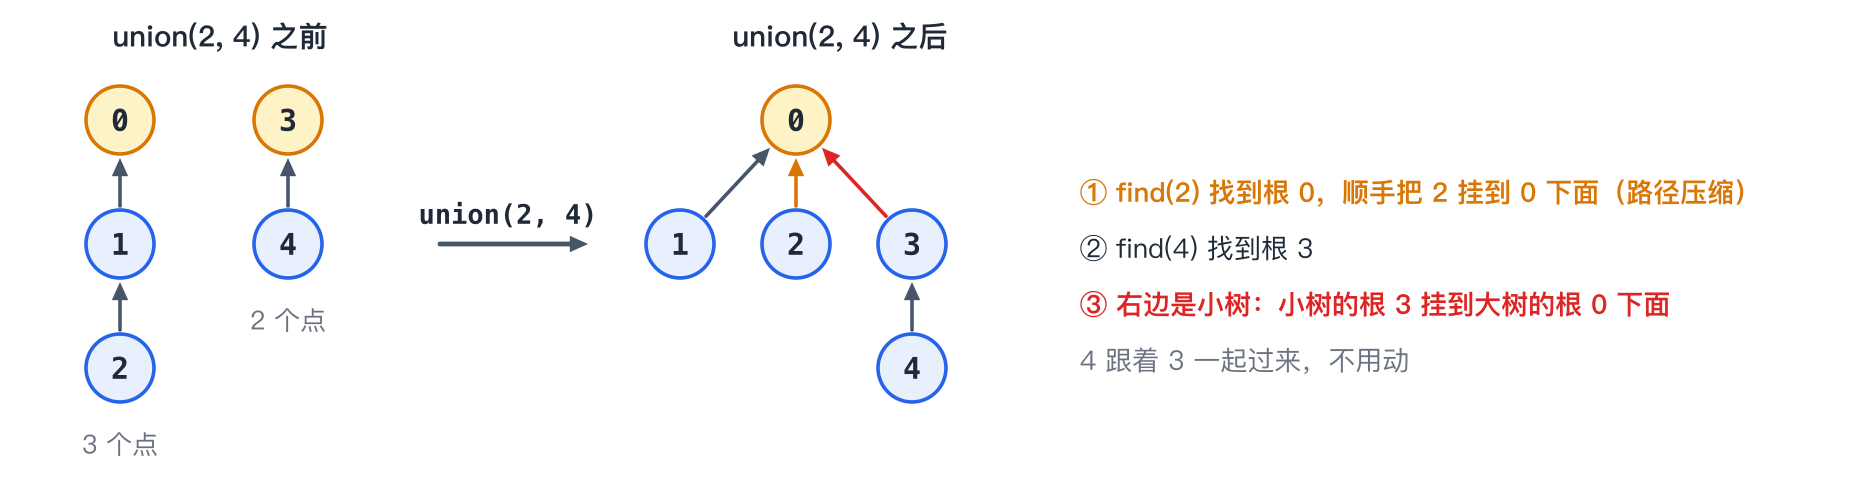 union(2, 4) 之前
union(2, 4) 之后
0
3
1
4
2
2 个点
3 个点
union(2, 4)
0
1
2
3
4
① find(2) 找到根 0，顺手把 2 挂到 0 下面（路径压缩）
② find(4) 找到根 3
③ 右边是小树：小树的根 3 挂到大树的根 0 下面
4 跟着 3 一起过来，不用动